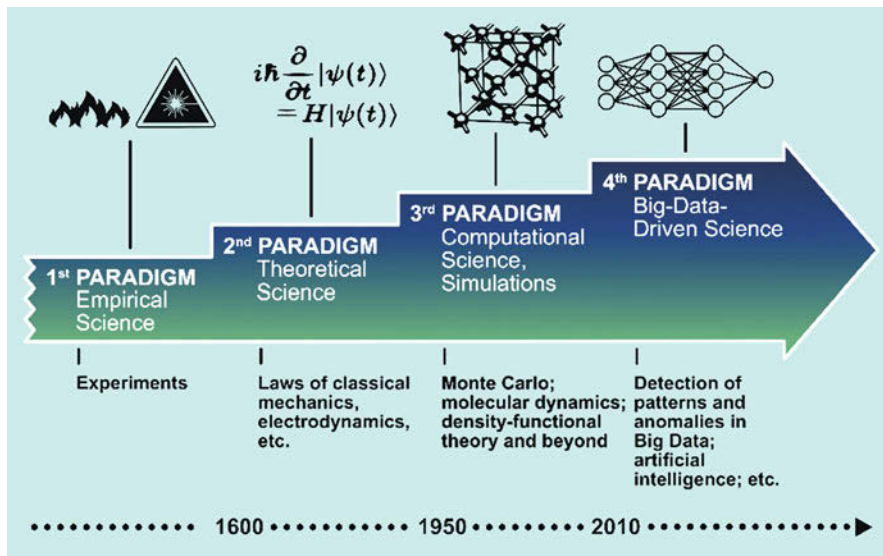 iℏ ∂/∂t |ψ(t)⟩
= H|ψ(t)⟩
1st PARADIGM
Empirical
Science
2nd PARADIGM
Theoretical
Science
3rd PARADIGM
Computational
Science,
Simulations
4th PARADIGM
Big-Data-
Driven Science
Experiments
Laws of classical
mechanics,
electrodynamics,
etc.
Monte Carlo;
molecular dynamics;
density-functional
theory and beyond
Detection of
patterns and
anomalies in
Big Data;
artificial
intelligence; etc.
1600 1950 2010